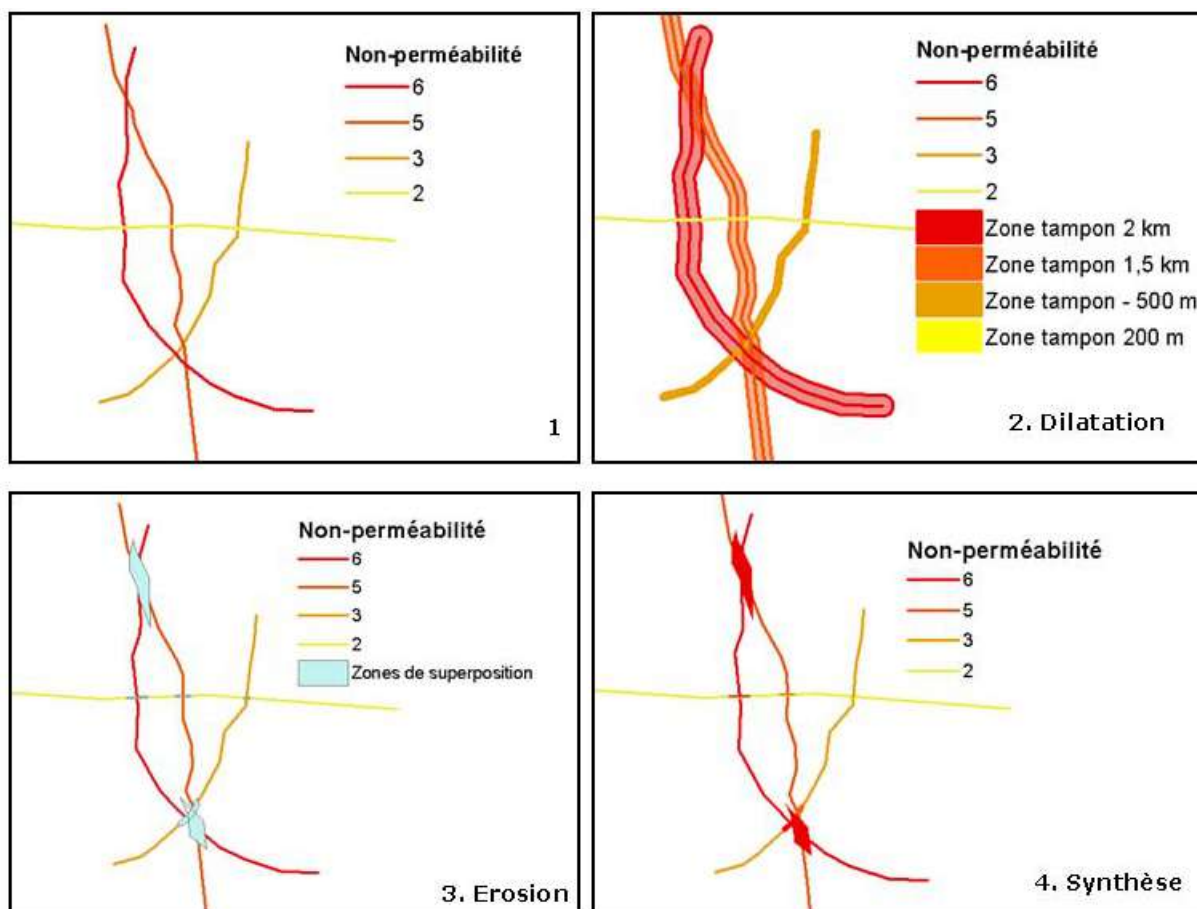 Non-perméabilité
6
5
3
2
1
Non-perméabilité
6
5
3
2
Zone tampon 2 km
Zone tampon 1,5 km
Zone tampon - 500 m
Zone tampon 200 m
2. Dilatation
Non-perméabilité
6
5
3
2
Zones de superposition
3. Erosion
Non-perméabilité
6
5
3
2
4. Synthèse